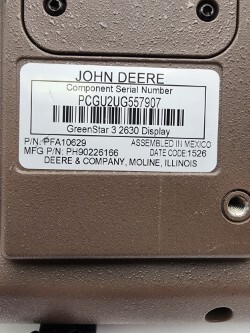 JOHN DEERE
Component Serial Number
PCGU2UG557907
GreenStar 3 2630 Display
P/N: PFA10629 ASSEMBLED IN MEXICO
MFG P/N: PH90226166 DATE CODE:1526
DEERE & COMPANY, MOLINE, ILLINOIS